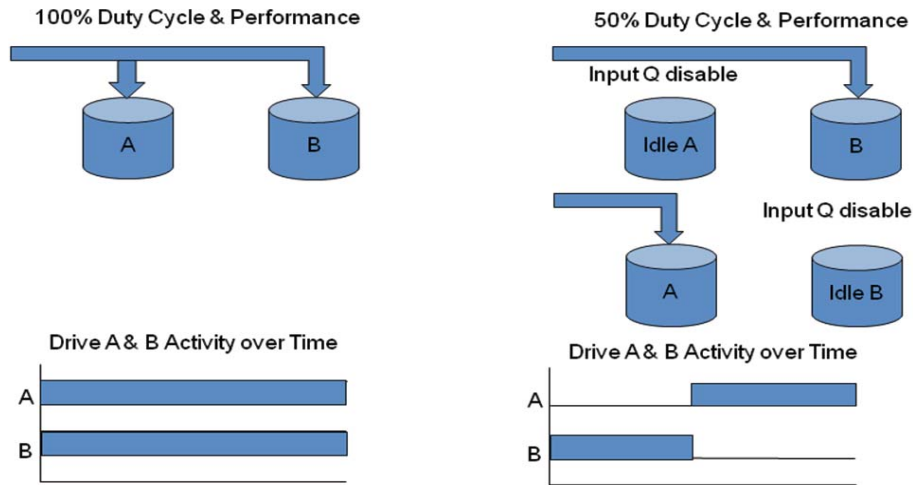 100% Duty Cycle & Performance
A
B
Drive A & B Activity over Time
A
B
50% Duty Cycle & Performance
Input Q disable
Idle A
B
Input Q disable
A
Idle B
Drive A & B Activity over Time
A
B